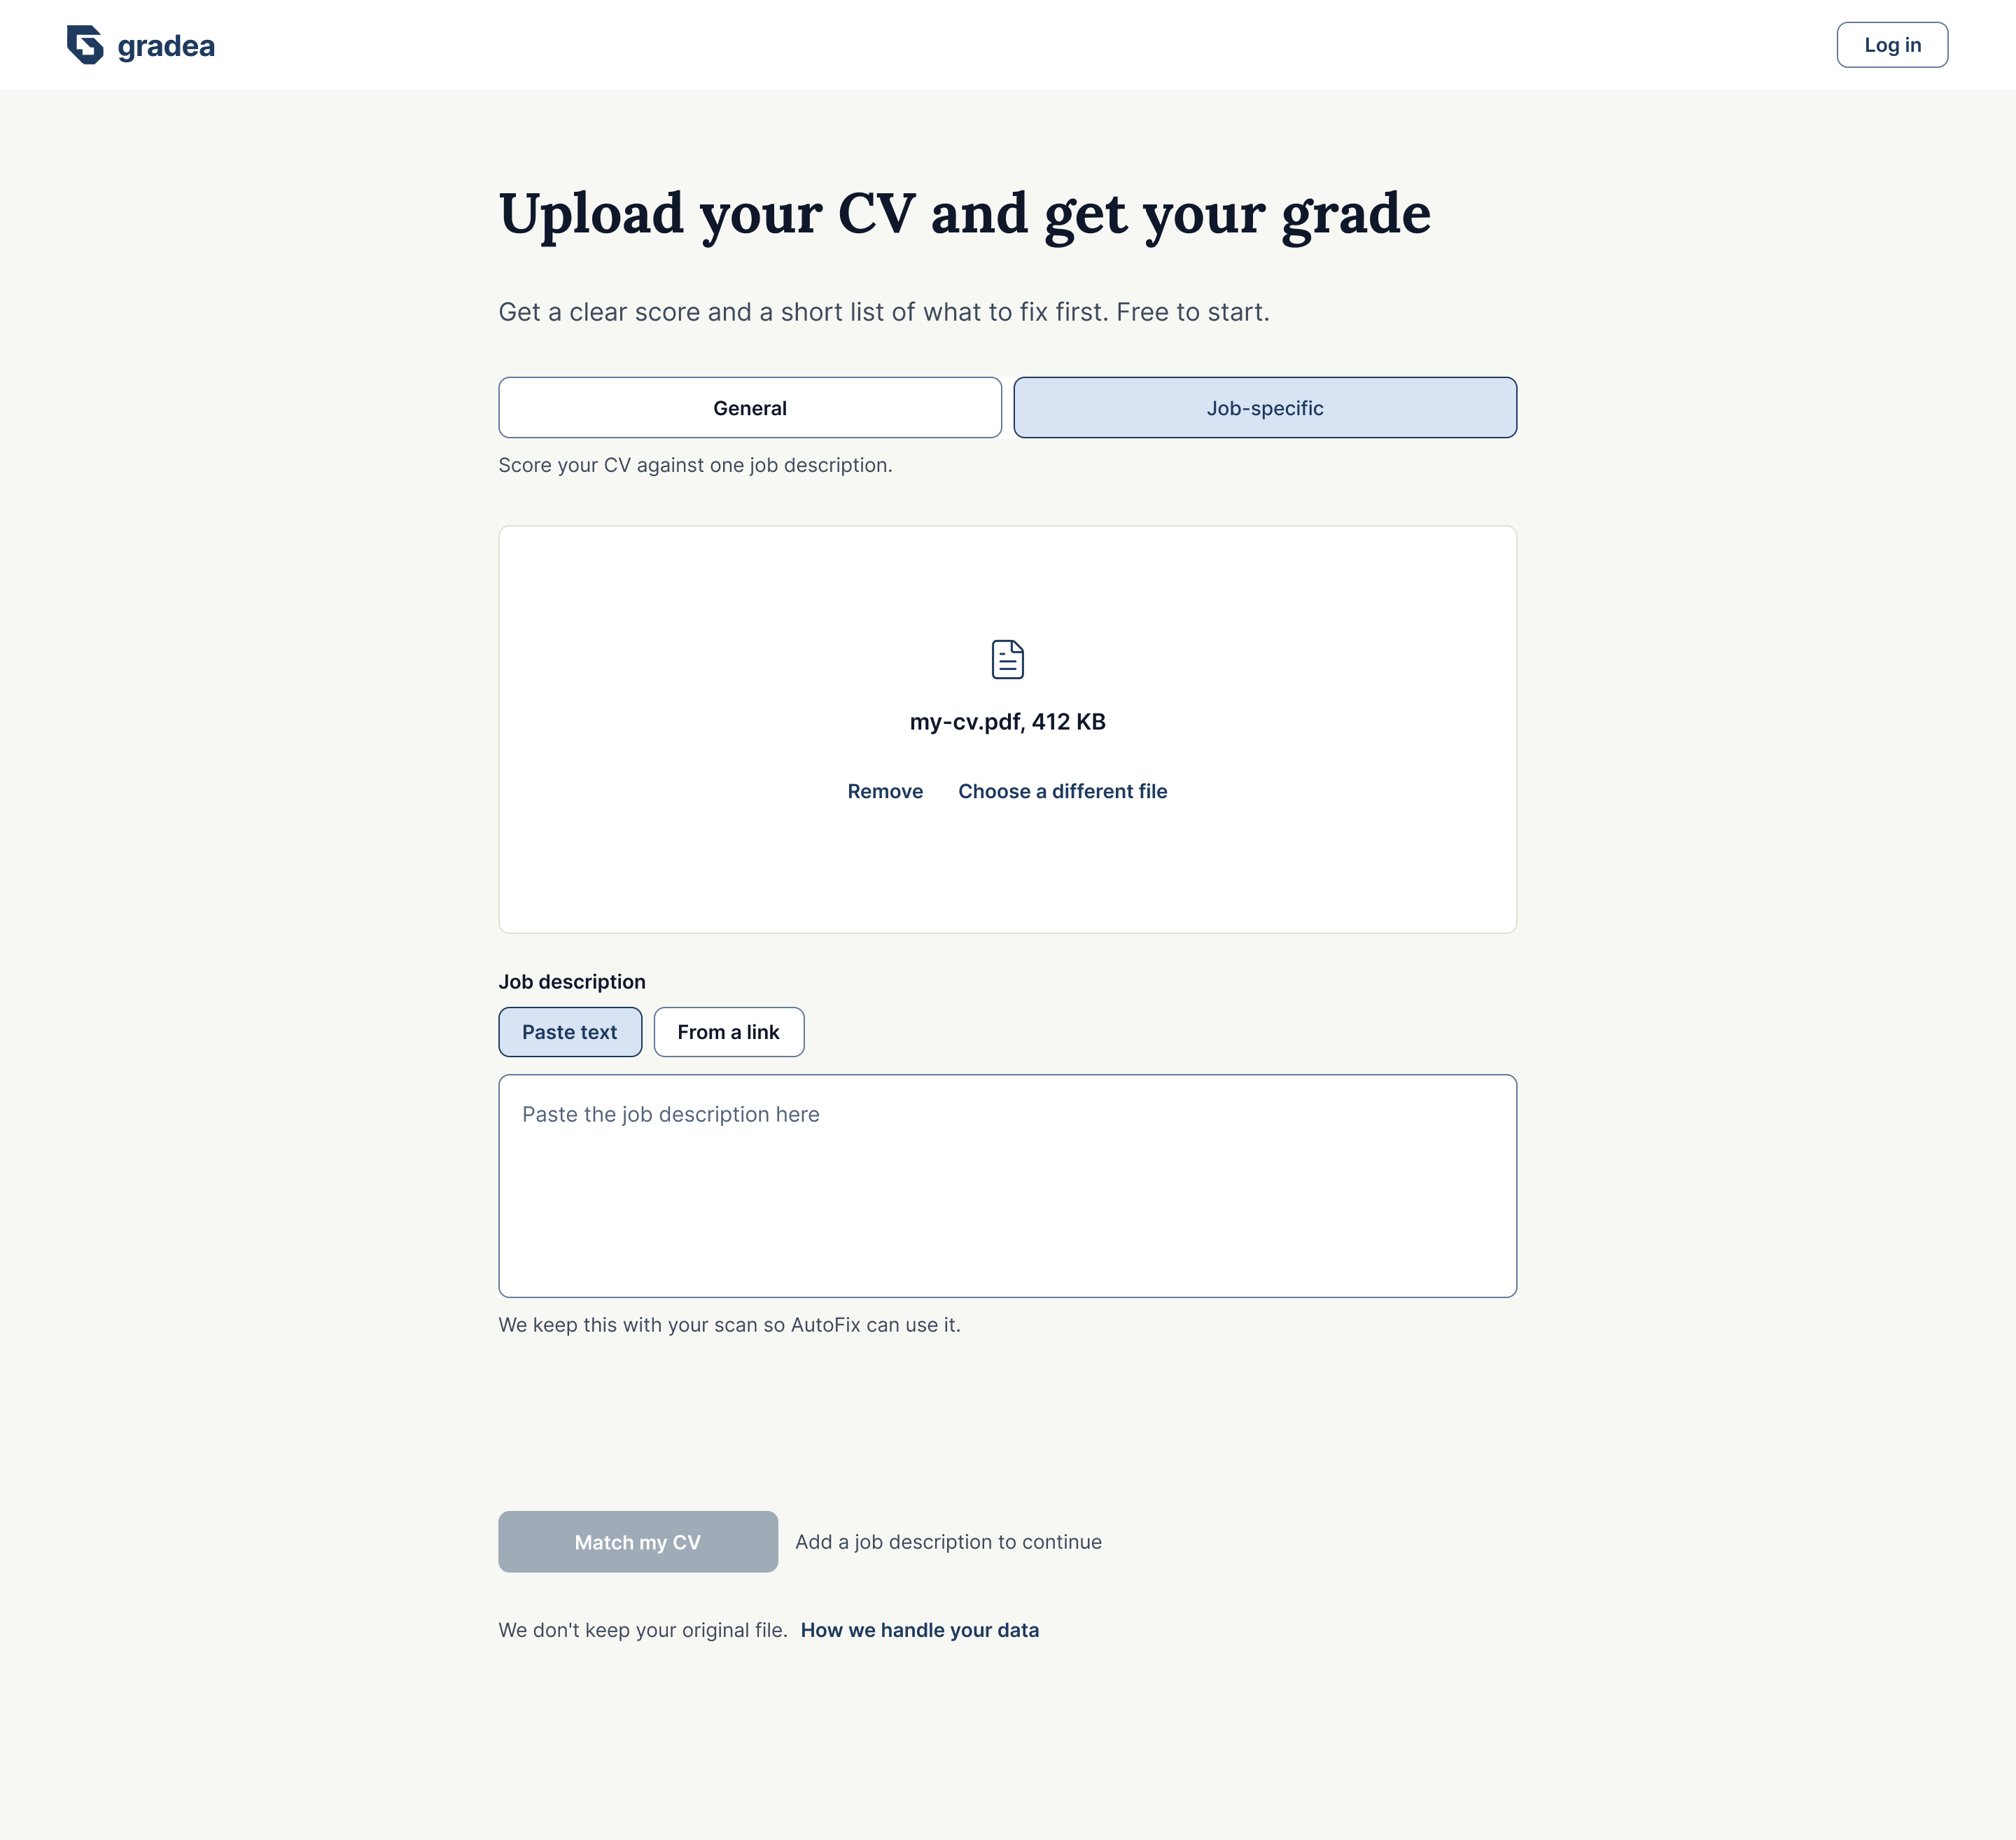 gradea
Log in
Upload your CV and get your grade
Get a clear score and a short list of what to fix first. Free to start.
General
Job-specific
Score your CV against one job description.
my-cv.pdf, 412 KB
Remove
Choose a different file
Job description
Paste text
From a link
Paste the job description here
We keep this with your scan so AutoFix can use it.
Match my CV
Add a job description to continue
We don't keep your original file. How we handle your data